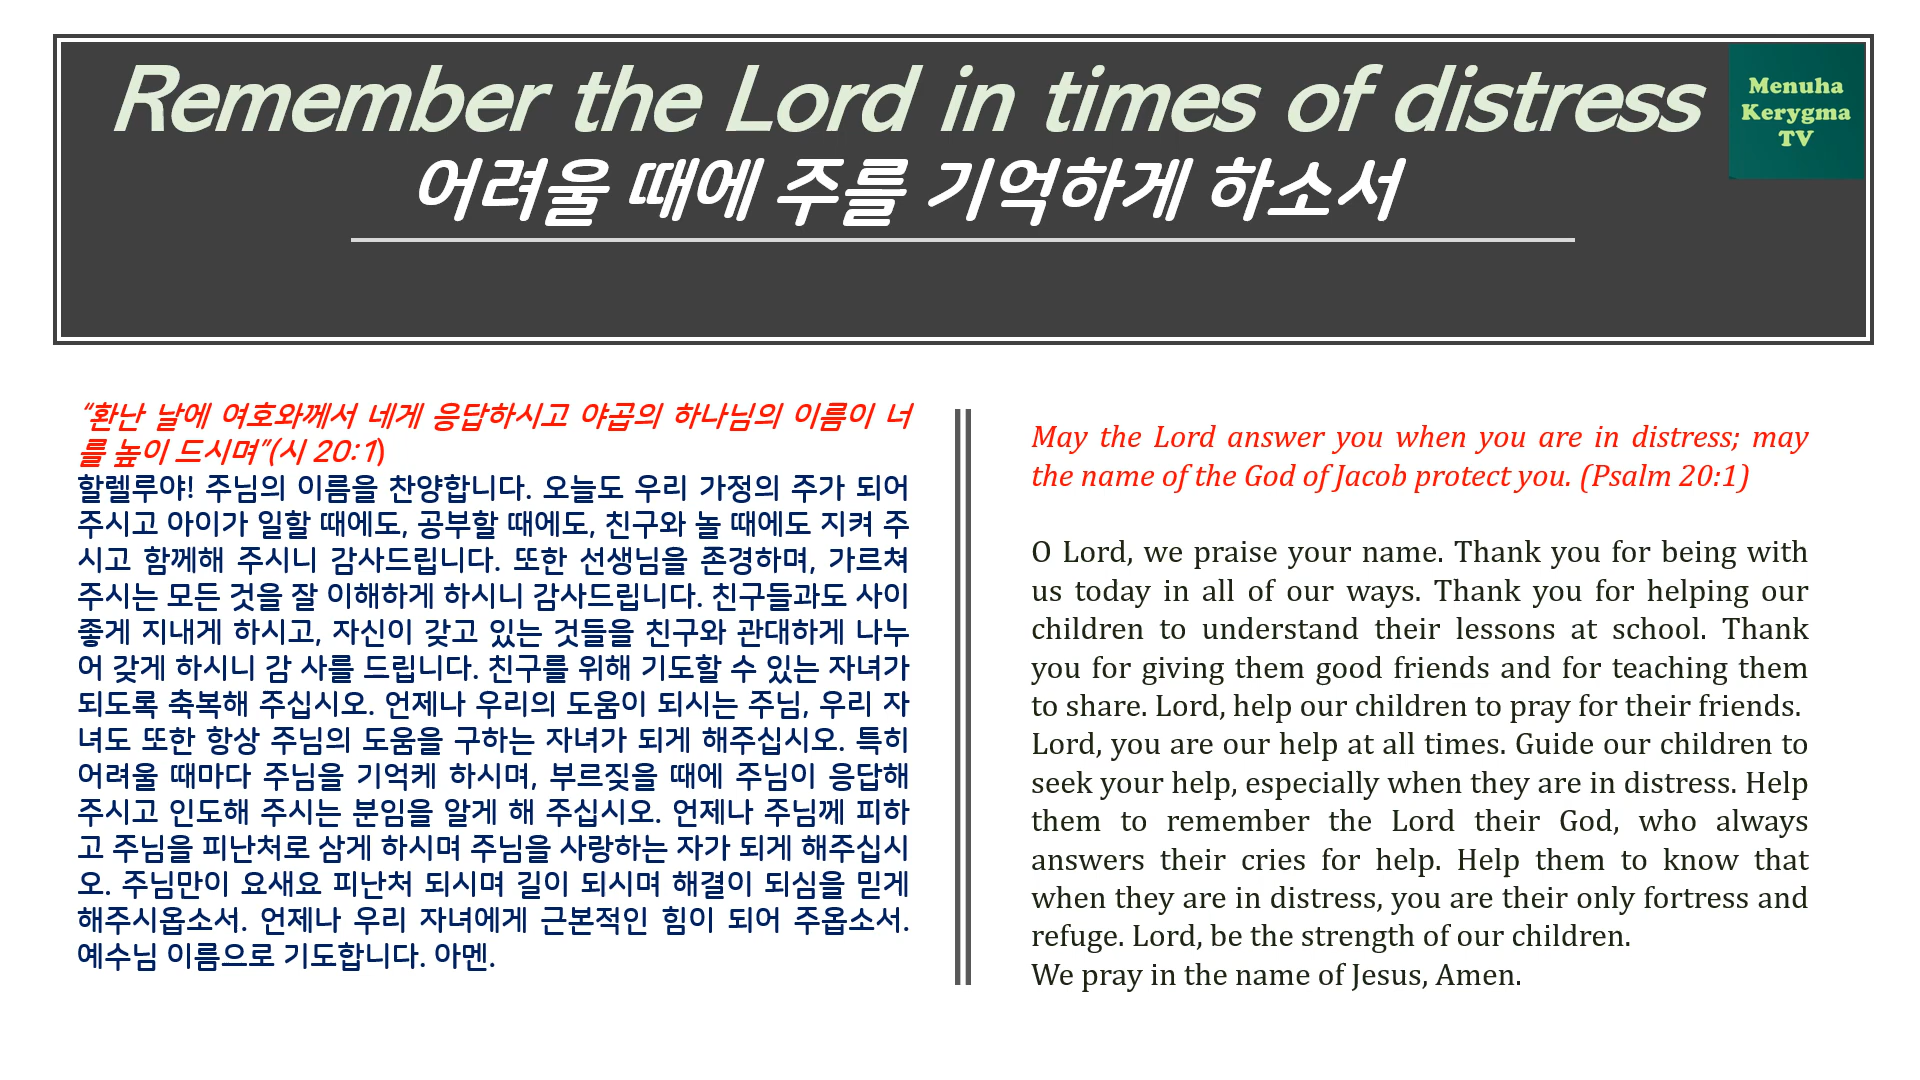 Remember the Lord in times of distress
어려울 때에 주를 기억하게 하소서
Menuha
Kerygma
TV
“환난 날에 여호와께서 네게 응답하시고 야곱의 하나님의 이름이 너
를 높이 드시며”(시 20:1)
할렐루야! 주님의 이름을 찬양합니다. 오늘도 우리 가정의 주가 되어
주시고 아이가 일할 때에도, 공부할 때에도, 친구와 놀 때에도 지켜 주
시고 함께해 주시니 감사드립니다. 또한 선생님을 존경하며, 가르쳐
주시는 모든 것을 잘 이해하게 하시니 감사드립니다. 친구들과도 사이
좋게 지내게 하시고, 자신이 갖고 있는 것들을 친구와 관대하게 나누
어 갖게 하시니 감 사를 드립니다. 친구를 위해 기도할 수 있는 자녀가
되도록 축복해 주십시오. 언제나 우리의 도움이 되시는 주님, 우리 자
녀도 또한 항상 주님의 도움을 구하는 자녀가 되게 해주십시오. 특히
어려울 때마다 주님을 기억케 하시며, 부르짖을 때에 주님이 응답해
주시고 인도해 주시는 분임을 알게 해 주십시오. 언제나 주님께 피하
고 주님을 피난처로 삼게 하시며 주님을 사랑하는 자가 되게 해주십시
오. 주님만이 요새요 피난처 되시며 길이 되시며 해결이 되심을 믿게
해주시옵소서. 언제나 우리 자녀에게 근본적인 힘이 되어 주옵소서.
예수님 이름으로 기도합니다. 아멘.
May the Lord answer you when you are in distress; may
the name of the God of Jacob protect you. (Psalm 20:1)
O Lord, we praise your name. Thank you for being with
us today in all of our ways. Thank you for helping our
children to understand their lessons at school. Thank
you for giving them good friends and for teaching them
to share. Lord, help our children to pray for their friends.
Lord, you are our help at all times. Guide our children to
seek your help, especially when they are in distress. Help
them to remember the Lord their God, who always
answers their cries for help. Help them to know that
when they are in distress, you are their only fortress and
refuge. Lord, be the strength of our children.
We pray in the name of Jesus, Amen.